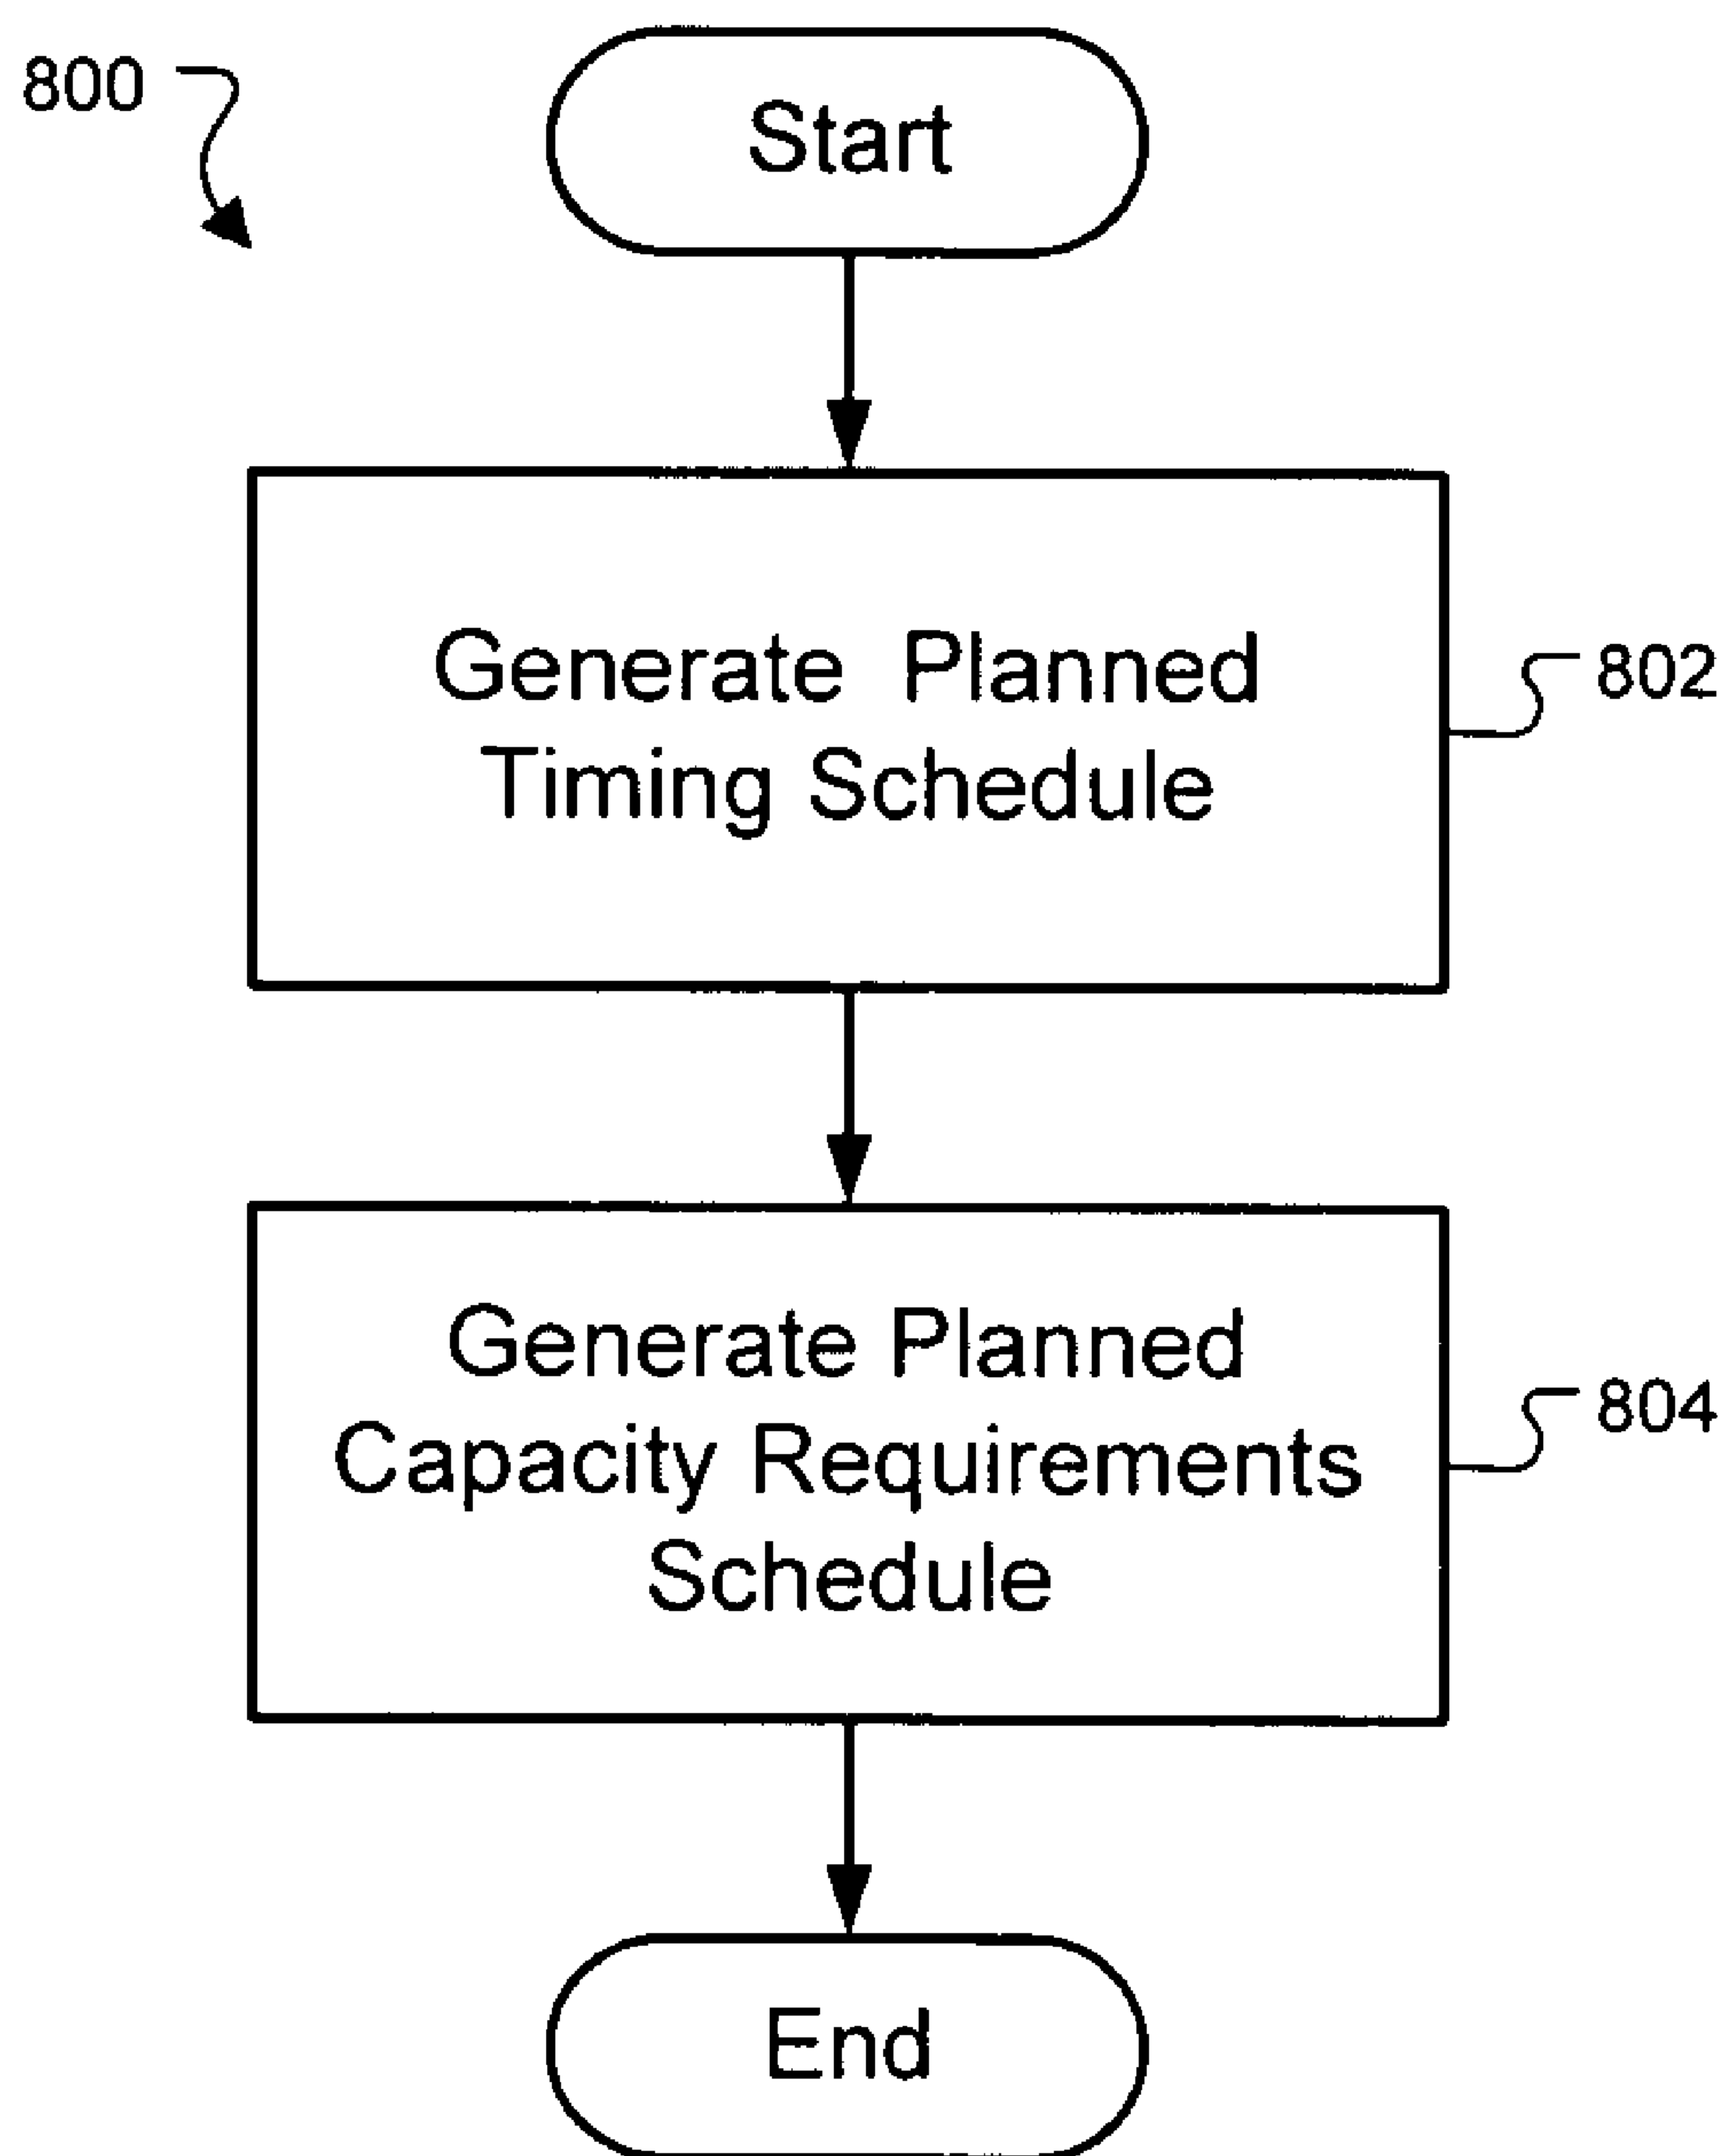 800
Start
Generate Planned
Timing Schedule
802
Generate Planned
Capacity Requirements
Schedule
804
End